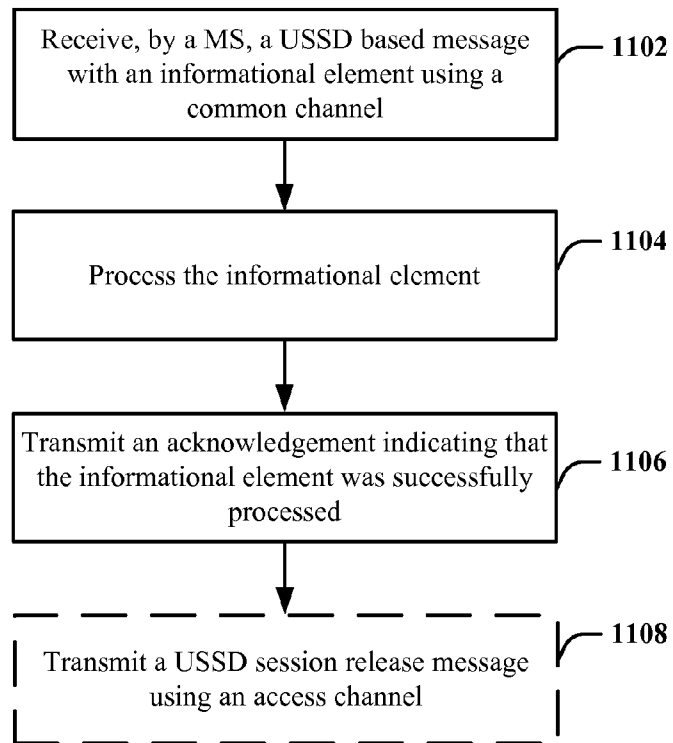 Receive, by a MS, a USSD based message
with an informational element using a
common channel
1102
Process the informational element
1104
Transmit an acknowledgement indicating that
the informational element was successfully
processed
1106
Transmit a USSD session release message
using an access channel
1108